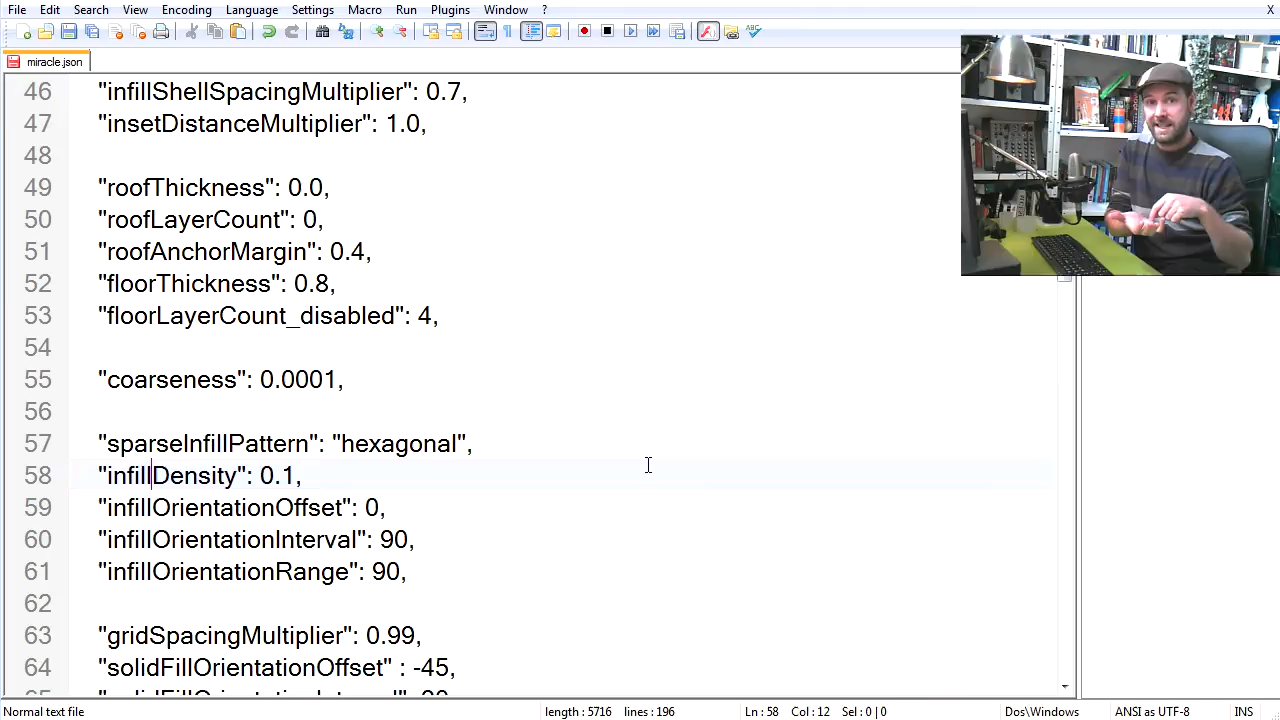 File Edit Search View Encoding Language Settings Macro Run Plugins Window ? X
ABC
miracle.json
46 "infillShellSpacingMultiplier": 0.7,
47 "insetDistanceMultiplier": 1.0,
48
49 "roofThickness": 0.0,
50 "roofLayerCount": 0,
51 "roofAnchorMargin": 0.4,
52 "floorThickness": 0.8,
53 "floorLayerCount_disabled": 4,
54
55 "coarseness": 0.0001,
56
57 "sparseInfillPattern": "hexagonal",
58 "infillDensity": 0.1,
59 "infillOrientationOffset": 0,
60 "infillOrientationInterval": 90,
61 "infillOrientationRange": 90,
62
63 "gridSpacingMultiplier": 0.99,
64 "solidFillOrientationOffset" : -45,
Normal text file length : 5716 lines : 196 Ln : 58 Col : 12 Sel : 0 | 0 Dos\Windows ANSI as UTF-8 INS